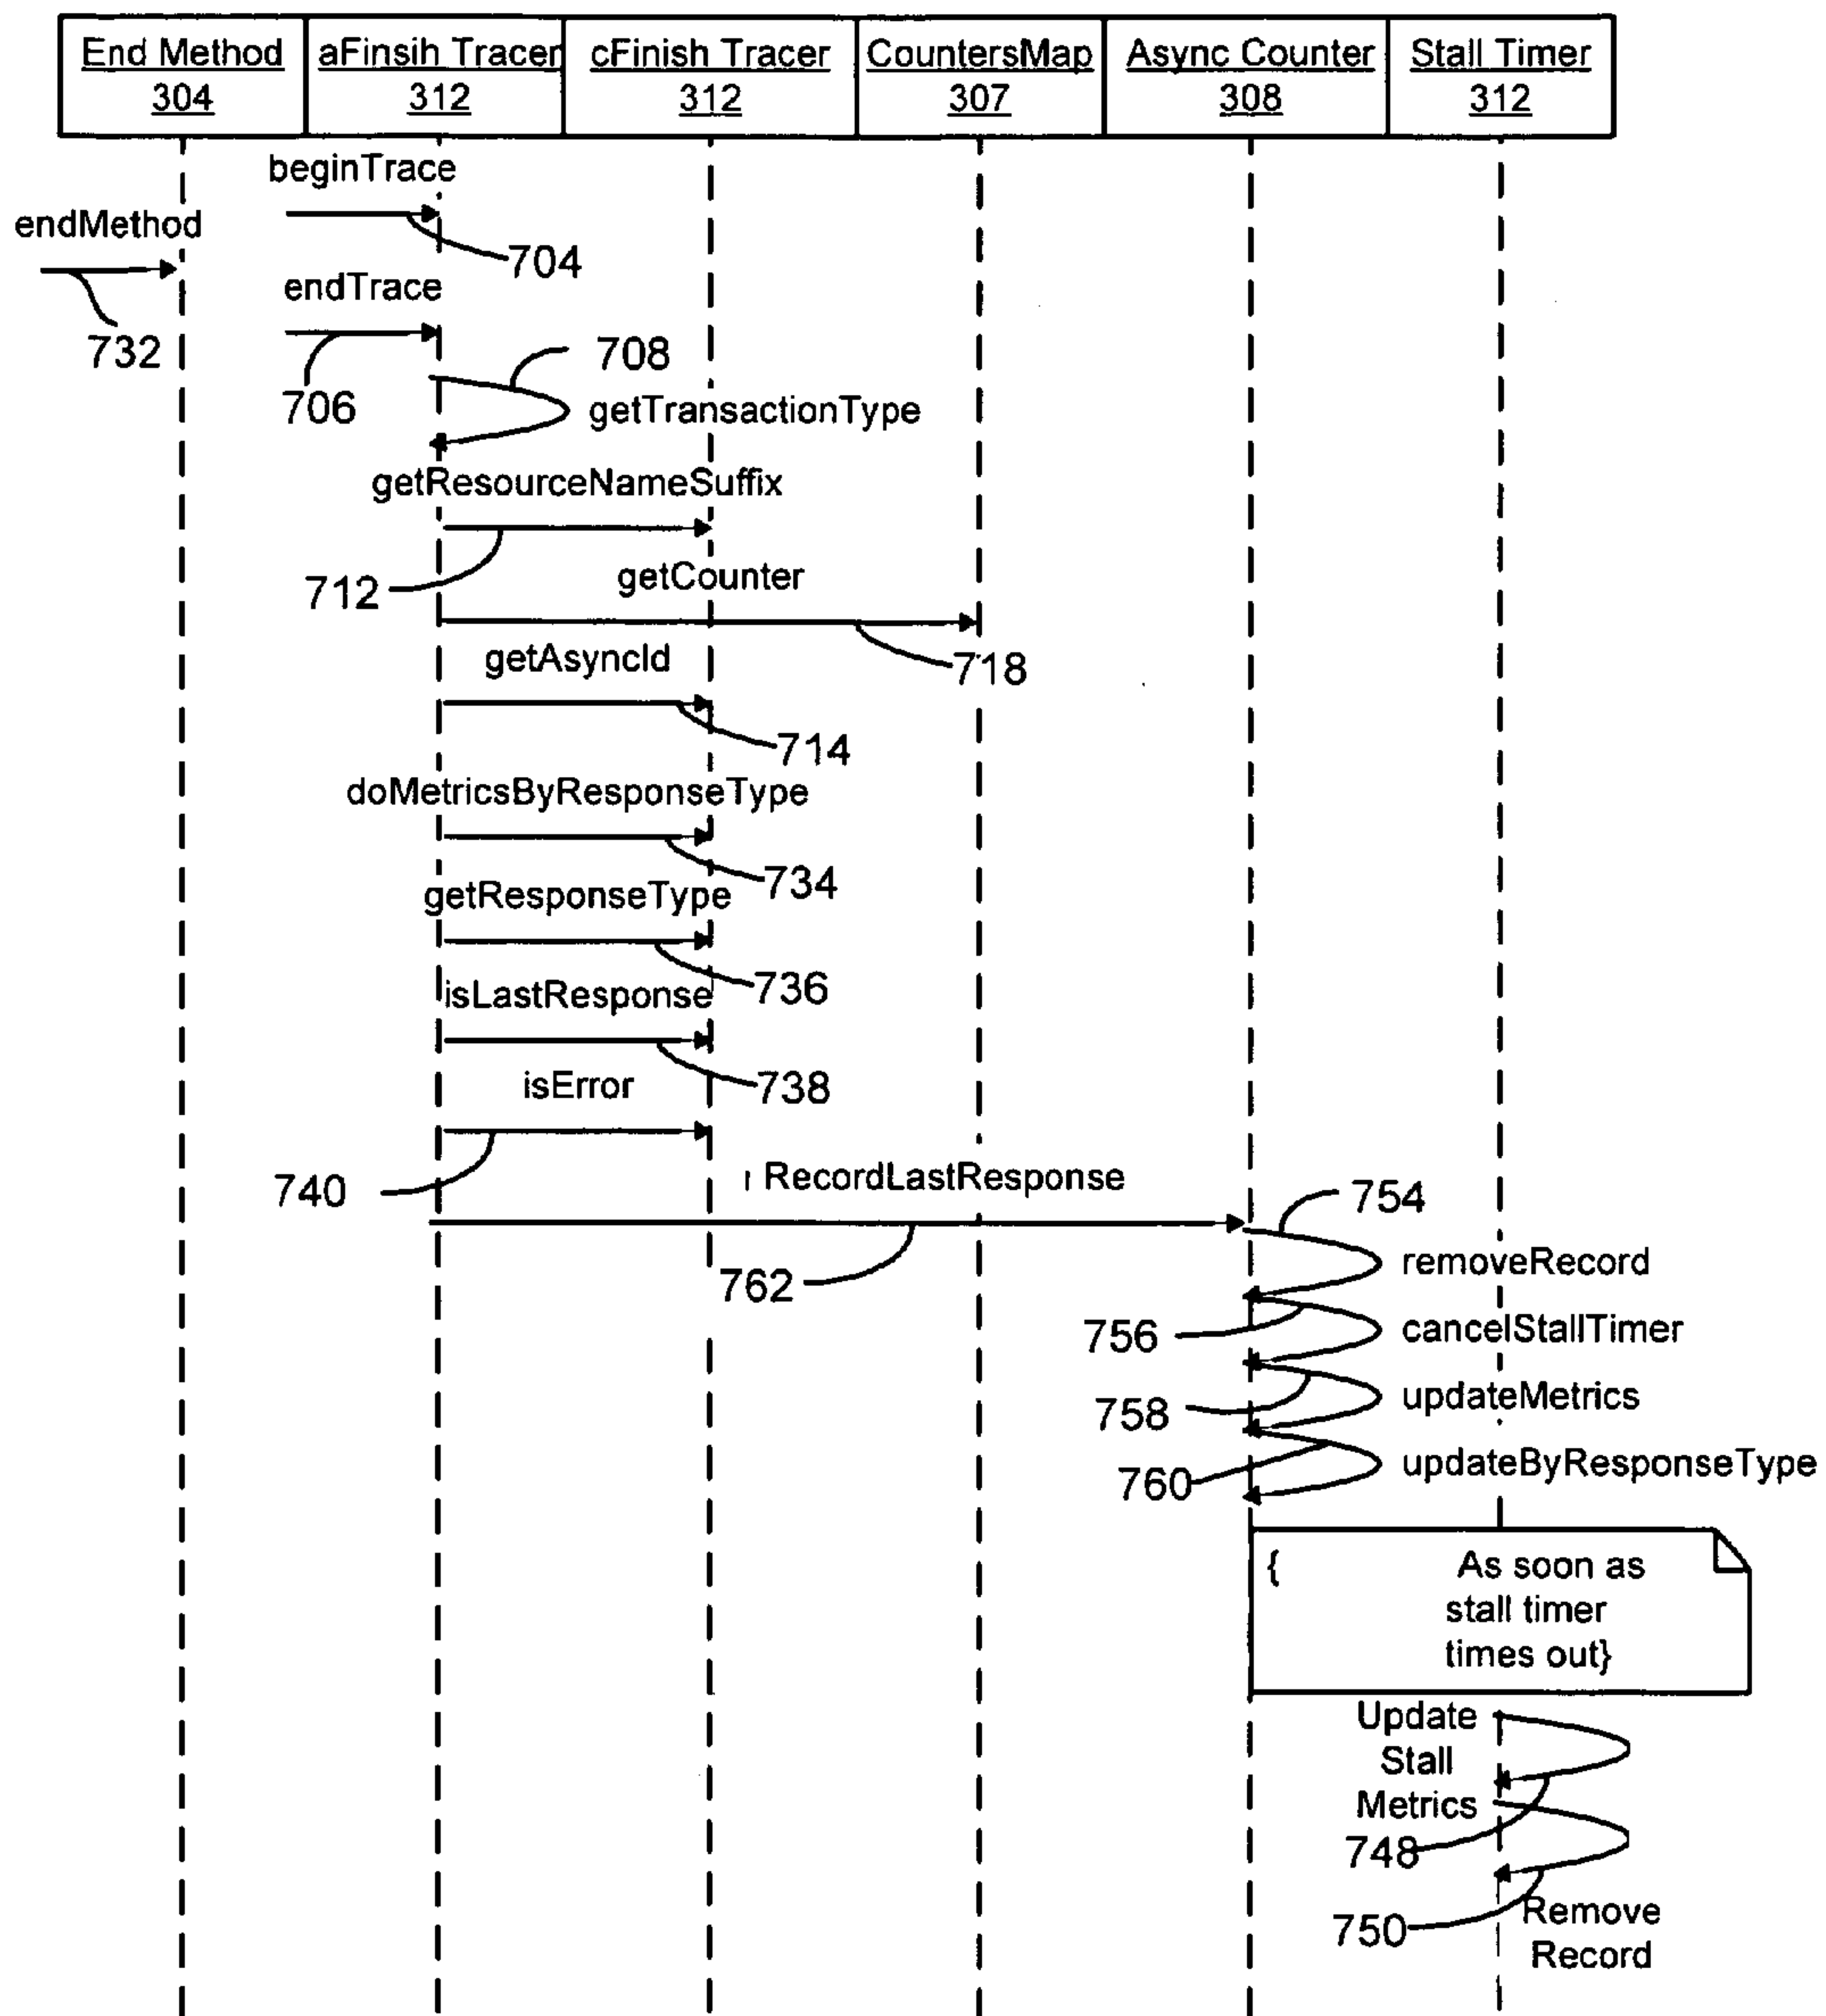 End Method
304
aFinsih Tracer
312
cFinish Tracer
312
CountersMap
307
Async Counter
308
Stall Timer
312
beginTrace
704
endMethod
732
endTrace
706
708
getTransactionType
getResourceNameSuffix
712
getCounter
718
getAsyncId
714
doMetricsByResponseType
734
getResponseType
736
isLastResponse
738
isError
740
RecordLastResponse
762
754
removeRecord
756
cancelStallTimer
758
updateMetrics
760
updateByResponseType
{ As soon as
stall timer
times out}
Update
Stall
Metrics
748
750
Remove
Record